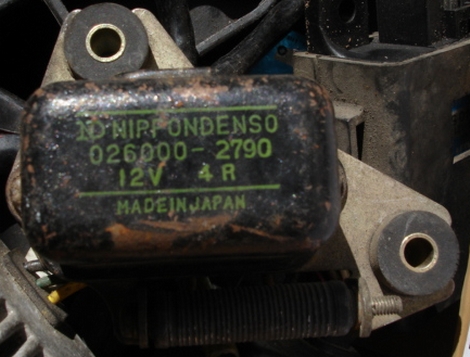 ND NIPPONDENSO
026000-2790
12V 4R
MADE IN JAPAN